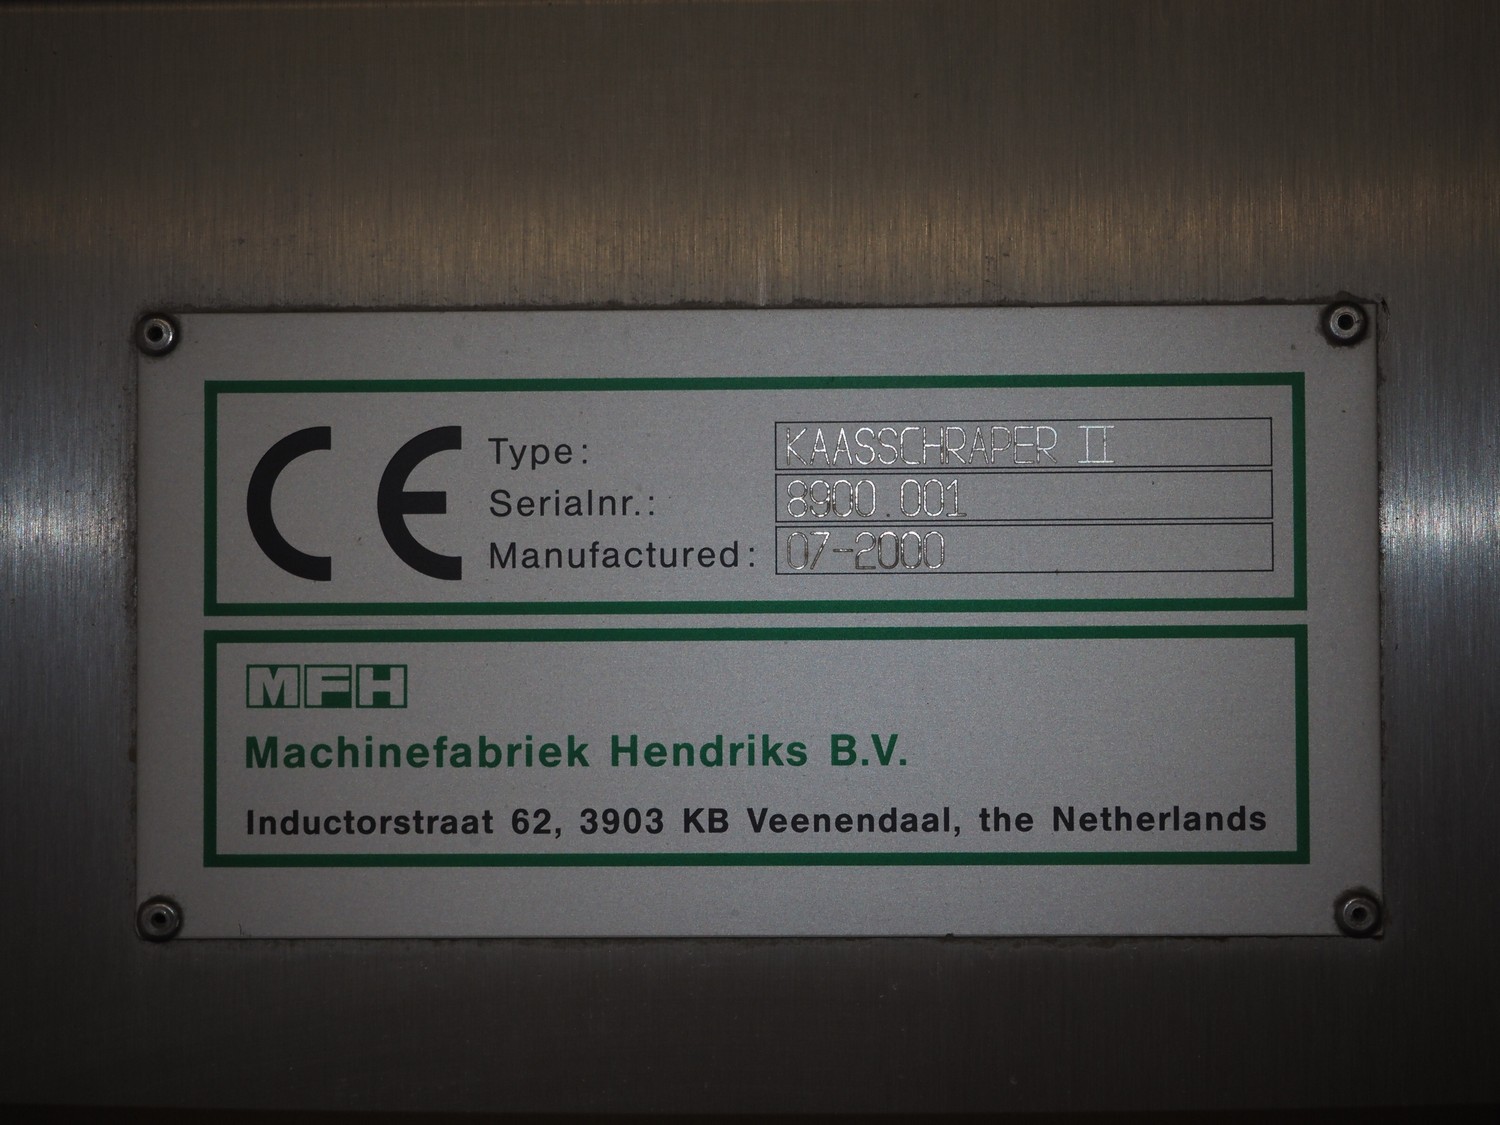 CE
Type: KAASSCHRAPER II
Serialnr.: 8900.001
Manufactured: 07-2000
MFH
Machinefabriek Hendriks B.V.
Inductorstraat 62, 3903 KB Veenendaal, the Netherlands